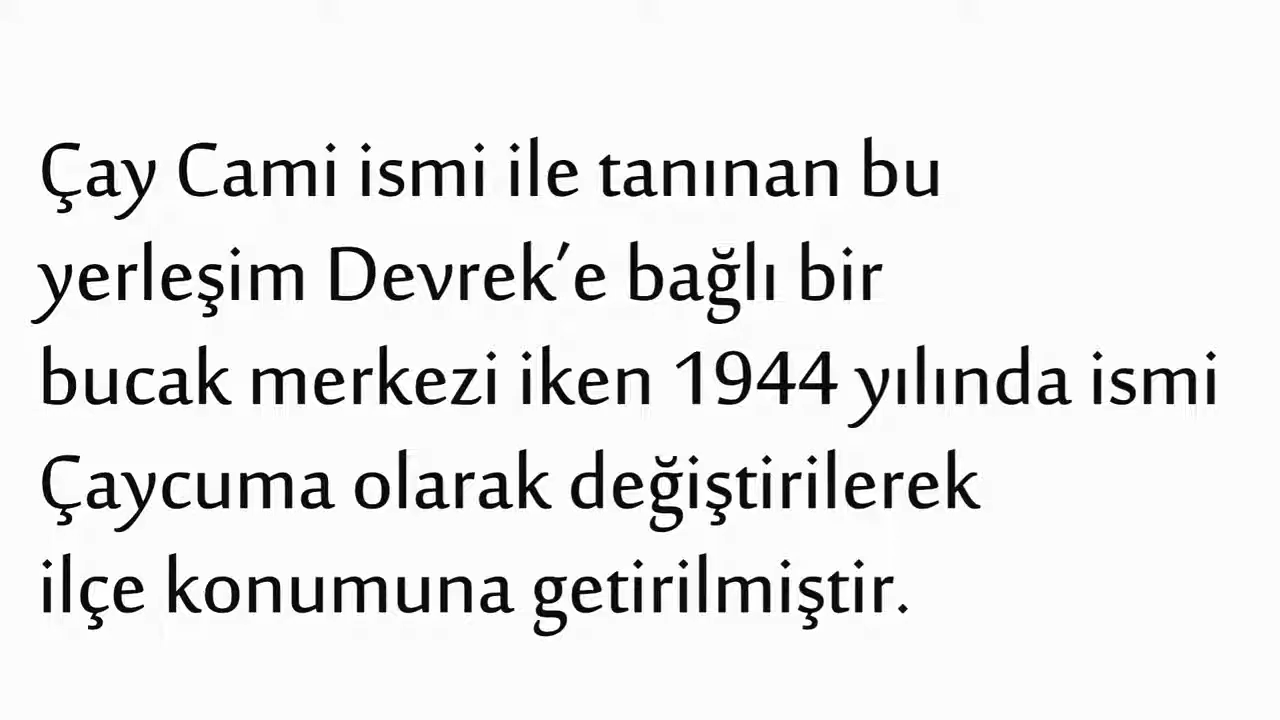 Çay Cami ismi ile tanınan bu
yerleşim Devrek'e bağlı bir
bucak merkezi iken 1944 yılında ismi
Çaycuma olarak değiştirilerek
ilçe konumuna getirilmiştir.